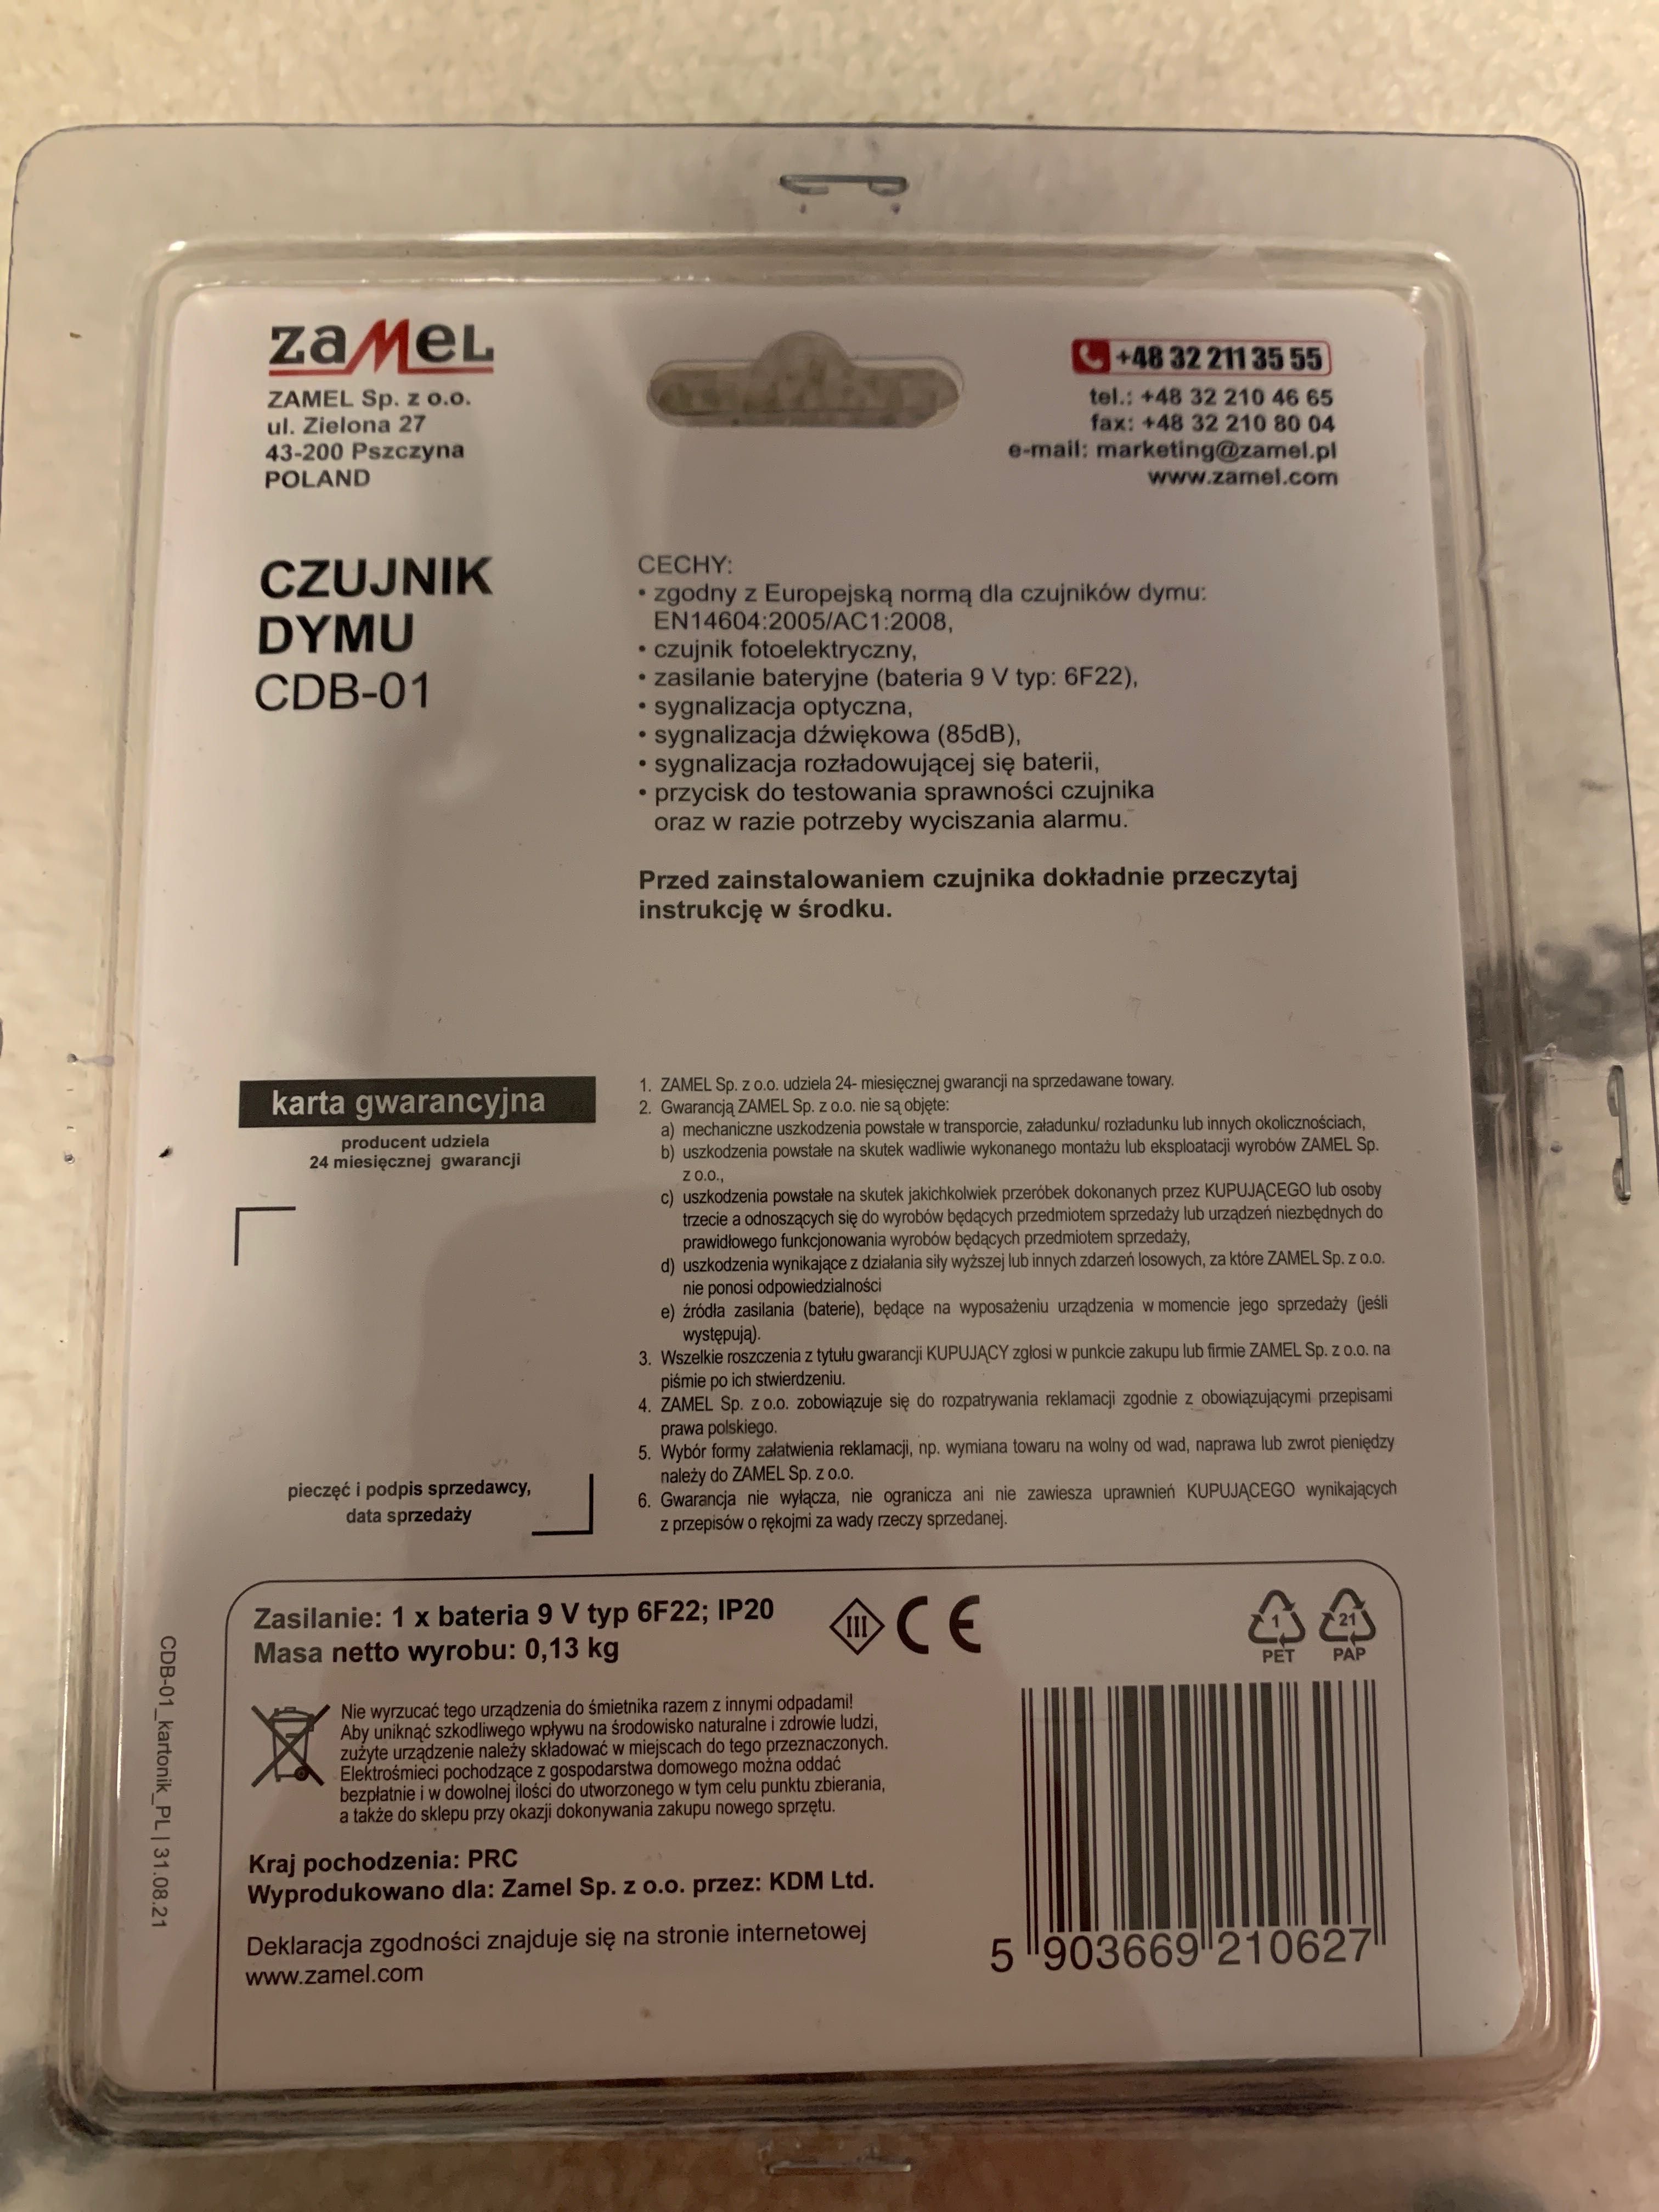 zaMeL
ZAMEL Sp. z o.o.
ul. Zielona 27
43-200 Pszczyna
POLAND
+48 32 211 35 55
tel.: +48 32 210 46 65
fax: +48 32 210 80 04
e-mail: marketing@zamel.pl
www.zamel.com
CZUJNIK
DYMU
CDB-01
CECHY:
• zgodny z Europejską normą dla czujników dymu:
EN14604:2005/AC1:2008,
• czujnik fotoelektryczny,
• zasilanie bateryjne (bateria 9 V typ: 6F22),
• sygnalizacja optyczna,
• sygnalizacja dźwiękowa (85dB),
• sygnalizacja rozładowującej się baterii,
• przycisk do testowania sprawności czujnika
oraz w razie potrzeby wyciszania alarmu.
Przed zainstalowaniem czujnika dokładnie przeczytaj
instrukcję w środku.
karta gwarancyjna
producent udziela
24 miesięcznej gwarancji
pieczęć i podpis sprzedawcy,
data sprzedaży
1. ZAMEL Sp. z o.o. udziela 24- miesięcznej gwarancji na sprzedawane towary.
2. Gwarancją ZAMEL Sp. z o.o. nie są objęte:
a) mechaniczne uszkodzenia powstałe w transporcie, załadunku/ rozładunku lub innych okolicznościach,
b) uszkodzenia powstałe na skutek wadliwie wykonanego montażu lub eksploatacji wyrobów ZAMEL Sp.
z o.o.,
c) uszkodzenia powstałe na skutek jakichkolwiek przeróbek dokonanych przez KUPUJĄCEGO lub osoby
trzecie a odnoszących się do wyrobów będących przedmiotem sprzedaży lub urządzeń niezbędnych do
prawidłowego funkcjonowania wyrobów będących przedmiotem sprzedaży,
d) uszkodzenia wynikające z działania siły wyższej lub innych zdarzeń losowych, za które ZAMEL Sp. z o.o.
nie ponosi odpowiedzialności
e) źródła zasilania (baterie), będące na wyposażeniu urządzenia w momencie jego sprzedaży (jeśli
występują).
3. Wszelkie roszczenia z tytułu gwarancji KUPUJĄCY zgłosi w punkcie zakupu lub firmie ZAMEL Sp. z o.o. na
piśmie po ich stwierdzeniu.
4. ZAMEL Sp. z o.o. zobowiązuje się do rozpatrywania reklamacji zgodnie z obowiązującymi przepisami
prawa polskiego.
5. Wybór formy załatwienia reklamacji, np. wymiana towaru na wolny od wad, naprawa lub zwrot pieniędzy
należy do ZAMEL Sp. z o.o.
6. Gwarancja nie wyłącza, nie ogranicza ani nie zawiesza uprawnień KUPUJĄCEGO wynikających
z przepisów o rękojmi za wady rzeczy sprzedanej.
Zasilanie: 1 x bateria 9 V typ 6F22; IP20
Masa netto wyrobu: 0,13 kg
III CE
1 21
PET PAP
Nie wyrzucać tego urządzenia do śmietnika razem z innymi odpadami!
Aby uniknąć szkodliwego wpływu na środowisko naturalne i zdrowie ludzi,
zużyte urządzenie należy składować w miejscach do tego przeznaczonych.
Elektrośmieci pochodzące z gospodarstwa domowego można oddać
bezpłatnie i w dowolnej ilości do utworzonego w tym celu punktu zbierania,
a także do sklepu przy okazji dokonywania zakupu nowego sprzętu.
Kraj pochodzenia: PRC
Wyprodukowano dla: Zamel Sp. z o.o. przez: KDM Ltd.
Deklaracja zgodności znajduje się na stronie internetowej
www.zamel.com
5 903669 210627
CDB-01_kartonik_PL | 31.08.21